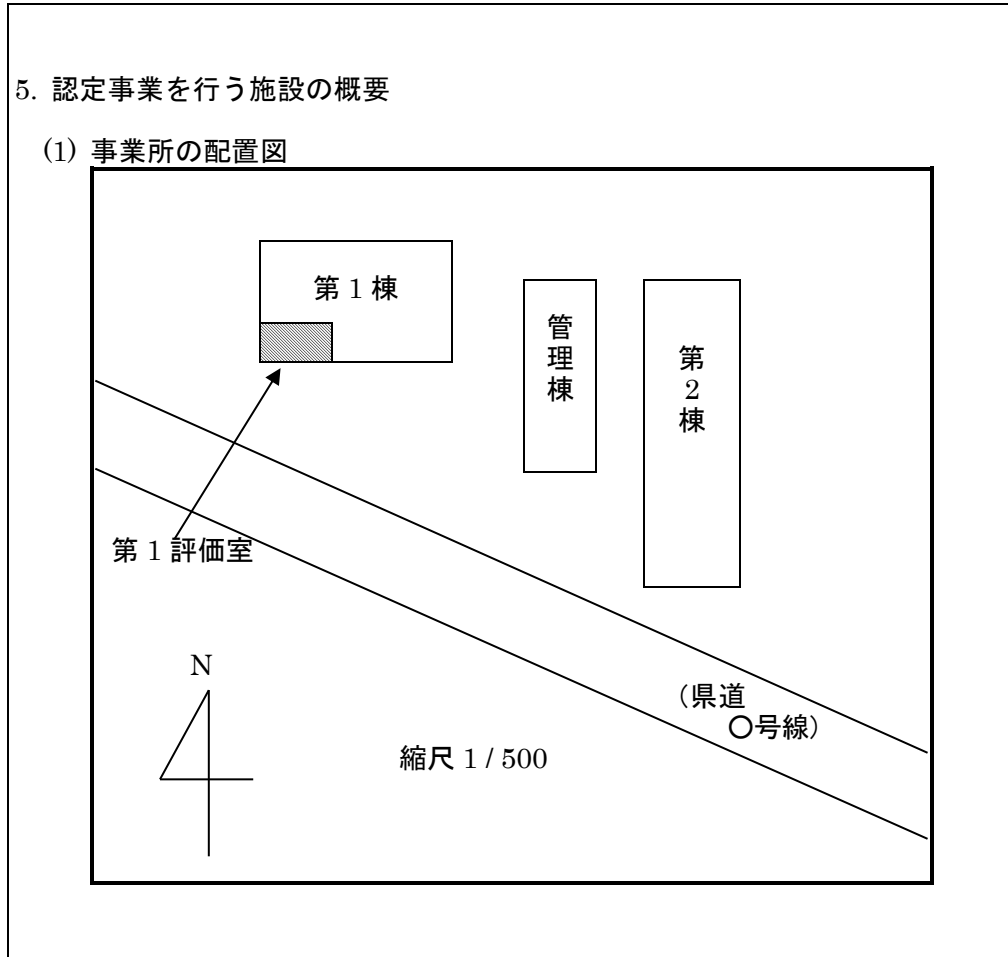 5. 認定事業を行う施設の概要
(1) 事業所の配置図
第 1 棟
管理棟
第2棟
第 1 評価室
N
(県道
○号線)
縮尺 1 / 500